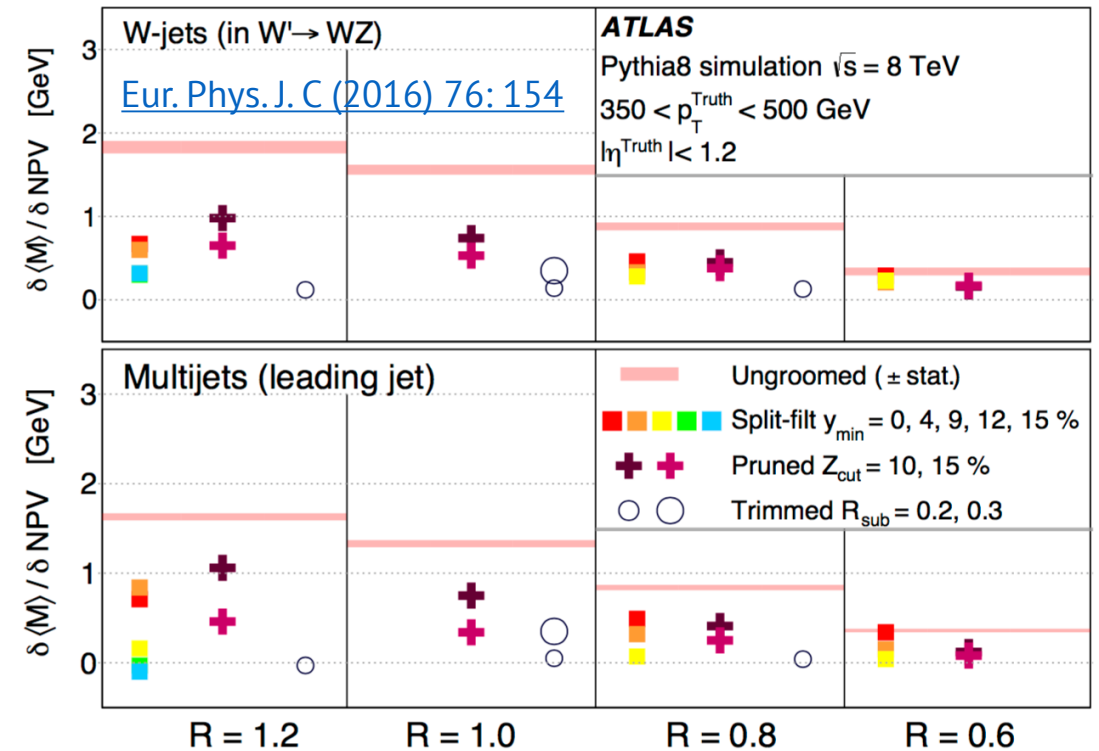 W-jets (in W'→ WZ)
Eur. Phys. J. C (2016) 76: 154
ATLAS
Pythia8 simulation √s = 8 TeV
350 < p_T^Truth < 500 GeV
|η^Truth |< 1.2
δ ⟨M⟩ / δ NPV [GeV]
3
2
1
0
Multijets (leading jet)
Ungroomed ( ± stat.)
Split-filt y_min = 0, 4, 9, 12, 15 %
Pruned Z_cut = 10, 15 %
Trimmed R_sub = 0.2, 0.3
δ ⟨M⟩ / δ NPV [GeV]
3
2
1
0
R = 1.2 R = 1.0 R = 0.8 R = 0.6